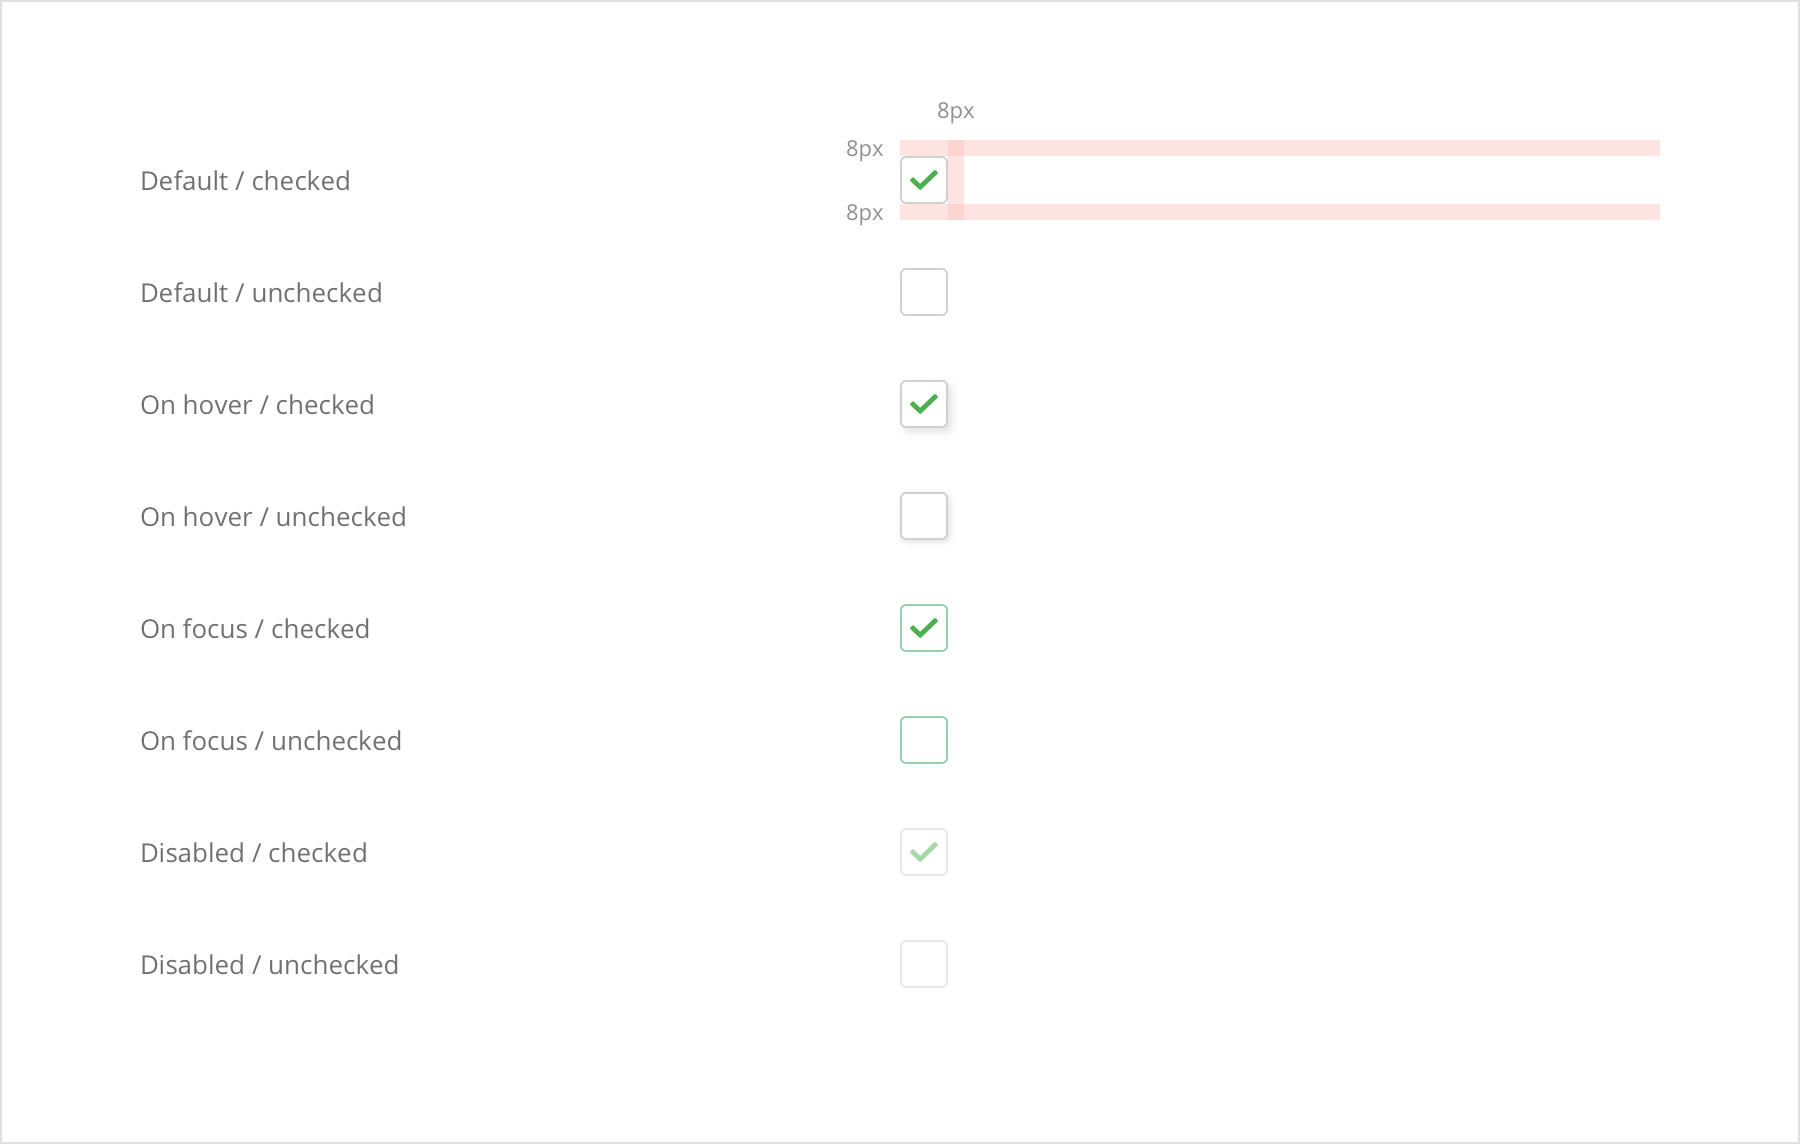 8px
8px
Default / checked
8px
Default / unchecked
On hover / checked
On hover / unchecked
On focus / checked
On focus / unchecked
Disabled / checked
Disabled / unchecked